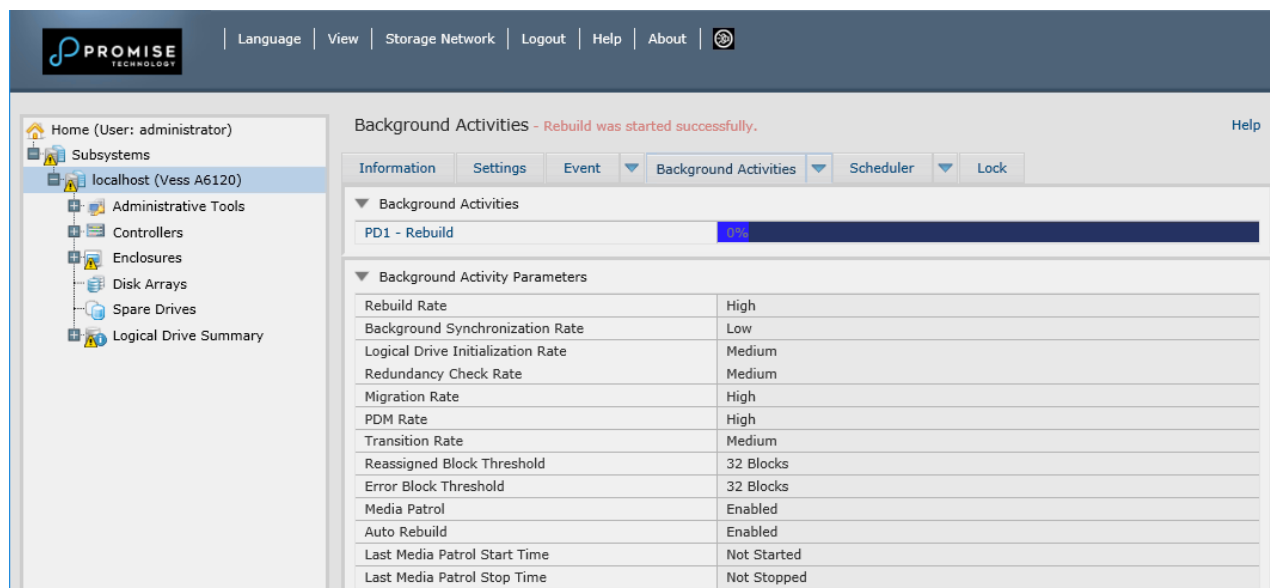 PROMISE
TECHNOLOGY
Language View Storage Network Logout Help About
Home (User: administrator)
Subsystems
localhost (Vess A6120)
Administrative Tools
Controllers
Enclosures
Disk Arrays
Spare Drives
Logical Drive Summary
Background Activities - Rebuild was started successfully. Help
Information Settings Event Background Activities Scheduler Lock
Background Activities
PD1 - Rebuild 0%
Background Activity Parameters
Rebuild Rate High
Background Synchronization Rate Low
Logical Drive Initialization Rate Medium
Redundancy Check Rate Medium
Migration Rate High
PDM Rate High
Transition Rate Medium
Reassigned Block Threshold 32 Blocks
Error Block Threshold 32 Blocks
Media Patrol Enabled
Auto Rebuild Enabled
Last Media Patrol Start Time Not Started
Last Media Patrol Stop Time Not Stopped